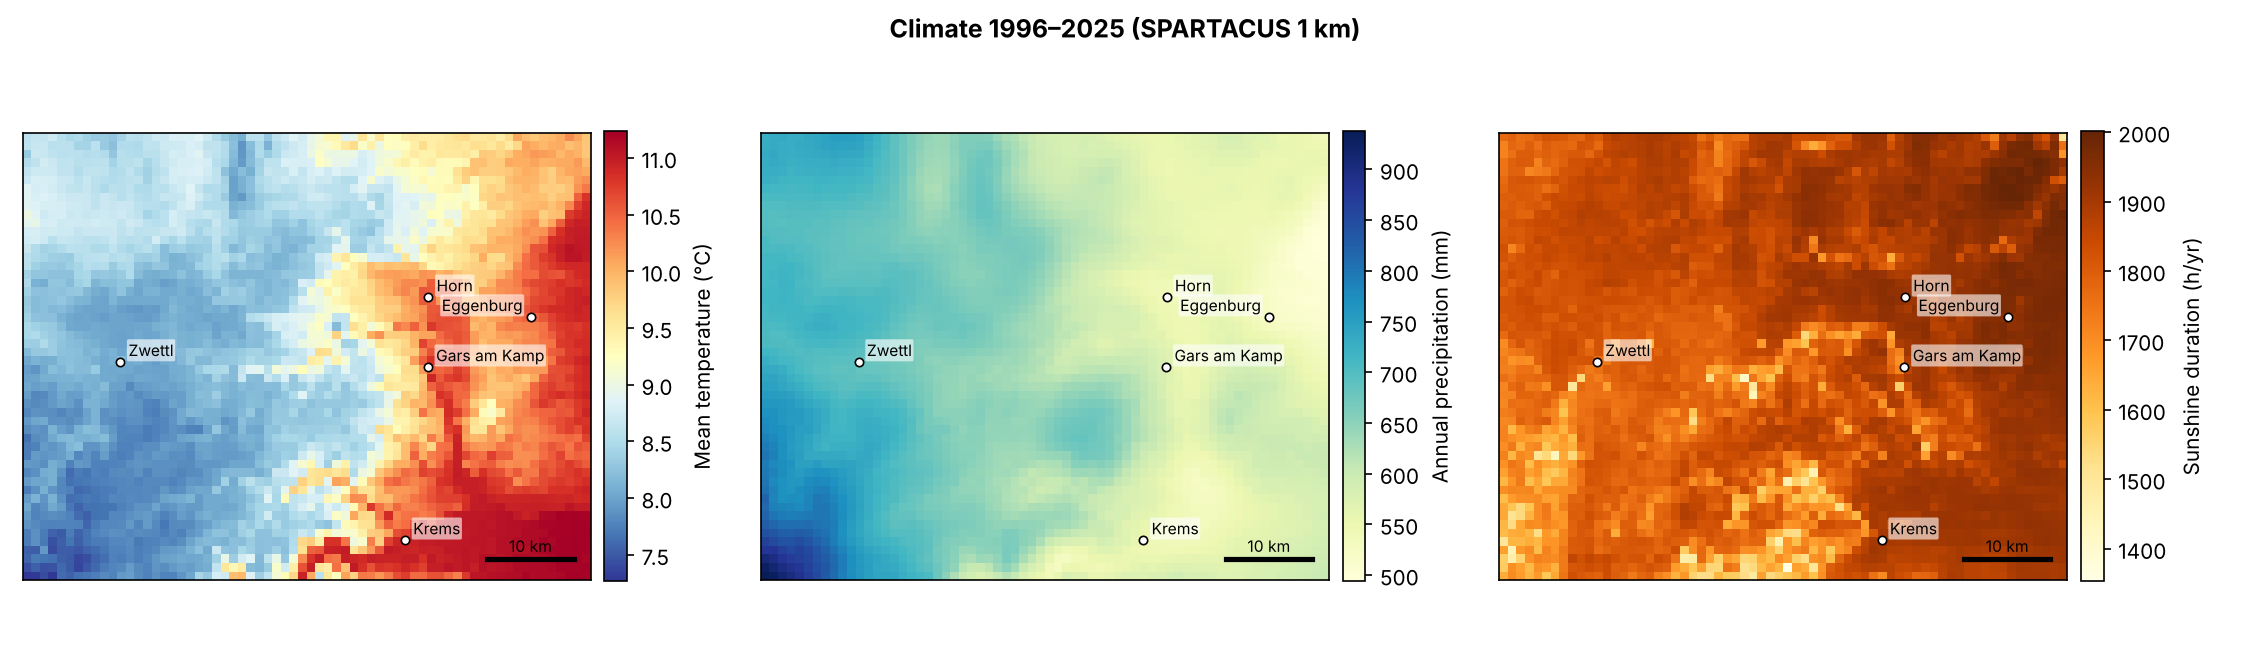 Climate 1996–2025 (SPARTACUS 1 km)
Horn
Eggenburg
Zwettl
Gars am Kamp
Krems
10 km
11.0
10.5
10.0
9.5
9.0
8.5
8.0
7.5
Mean temperature (°C)
Horn
Eggenburg
Zwettl
Gars am Kamp
Krems
10 km
900
850
800
750
700
650
600
550
500
Annual precipitation (mm)
Horn
Eggenburg
Zwettl
Gars am Kamp
Krems
10 km
2000
1900
1800
1700
1600
1500
1400
Sunshine duration (h/yr)